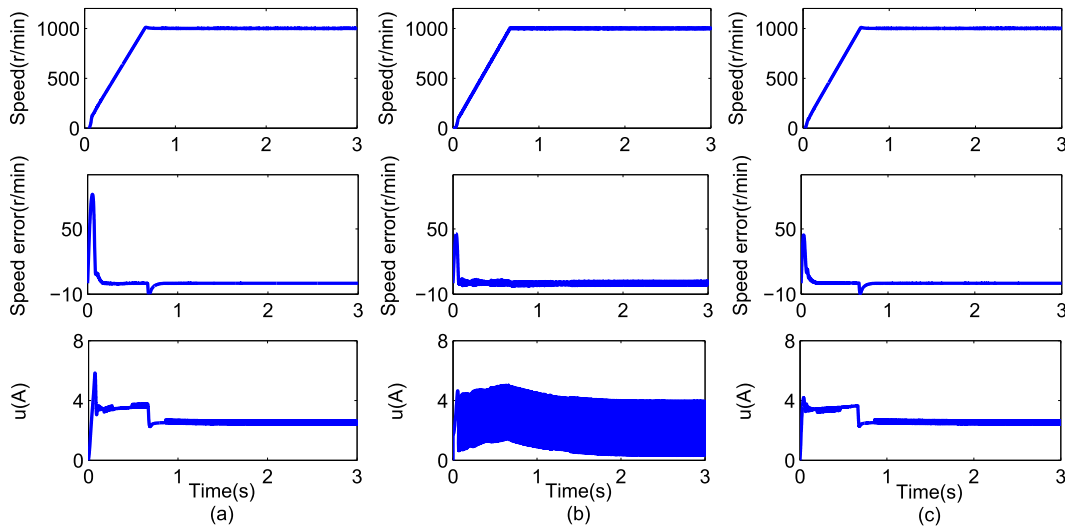 Speed(r/min)
1000
500
0
0 1 2 3
Speed(r/min)
1000
500
0
0 1 2 3
Speed(r/min)
1000
500
0
0 1 2 3
Speed error(r/min)
50
−10
0 1 2 3
Speed error(r/min)
50
−10
0 1 2 3
Speed error(r/min)
50
−10
0 1 2 3
u(A)
8
4
0
0 1 2 3
Time(s)
(a)
u(A)
8
4
0
0 1 2 3
Time(s)
(b)
u(A)
8
4
0
0 1 2 3
Time(s)
(c)